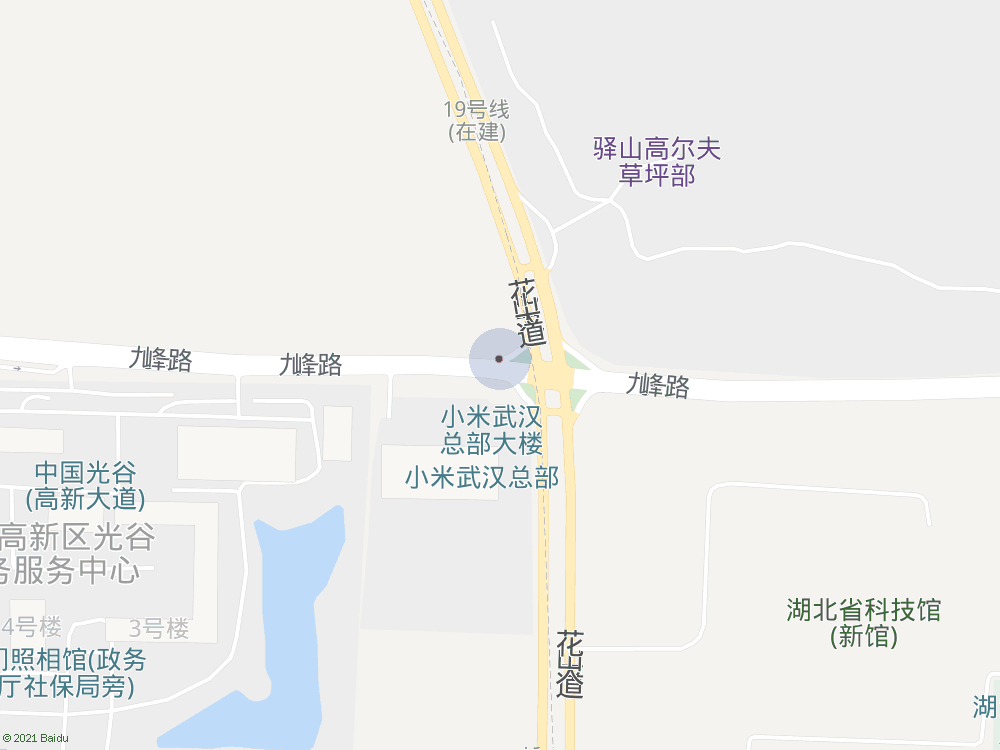 19号线
(在建)
驿山高尔夫
草坪部
花山大道
九峰路
九峰路
九峰路
小米武汉
总部大楼
小米武汉总部
中国光谷
(高新大道)
高新区光谷
务服务中心
4号楼
3号楼
照相馆(政务
厅社保局旁)
湖北省科技馆
(新馆)
花山大道
湖
© 2021 Baidu